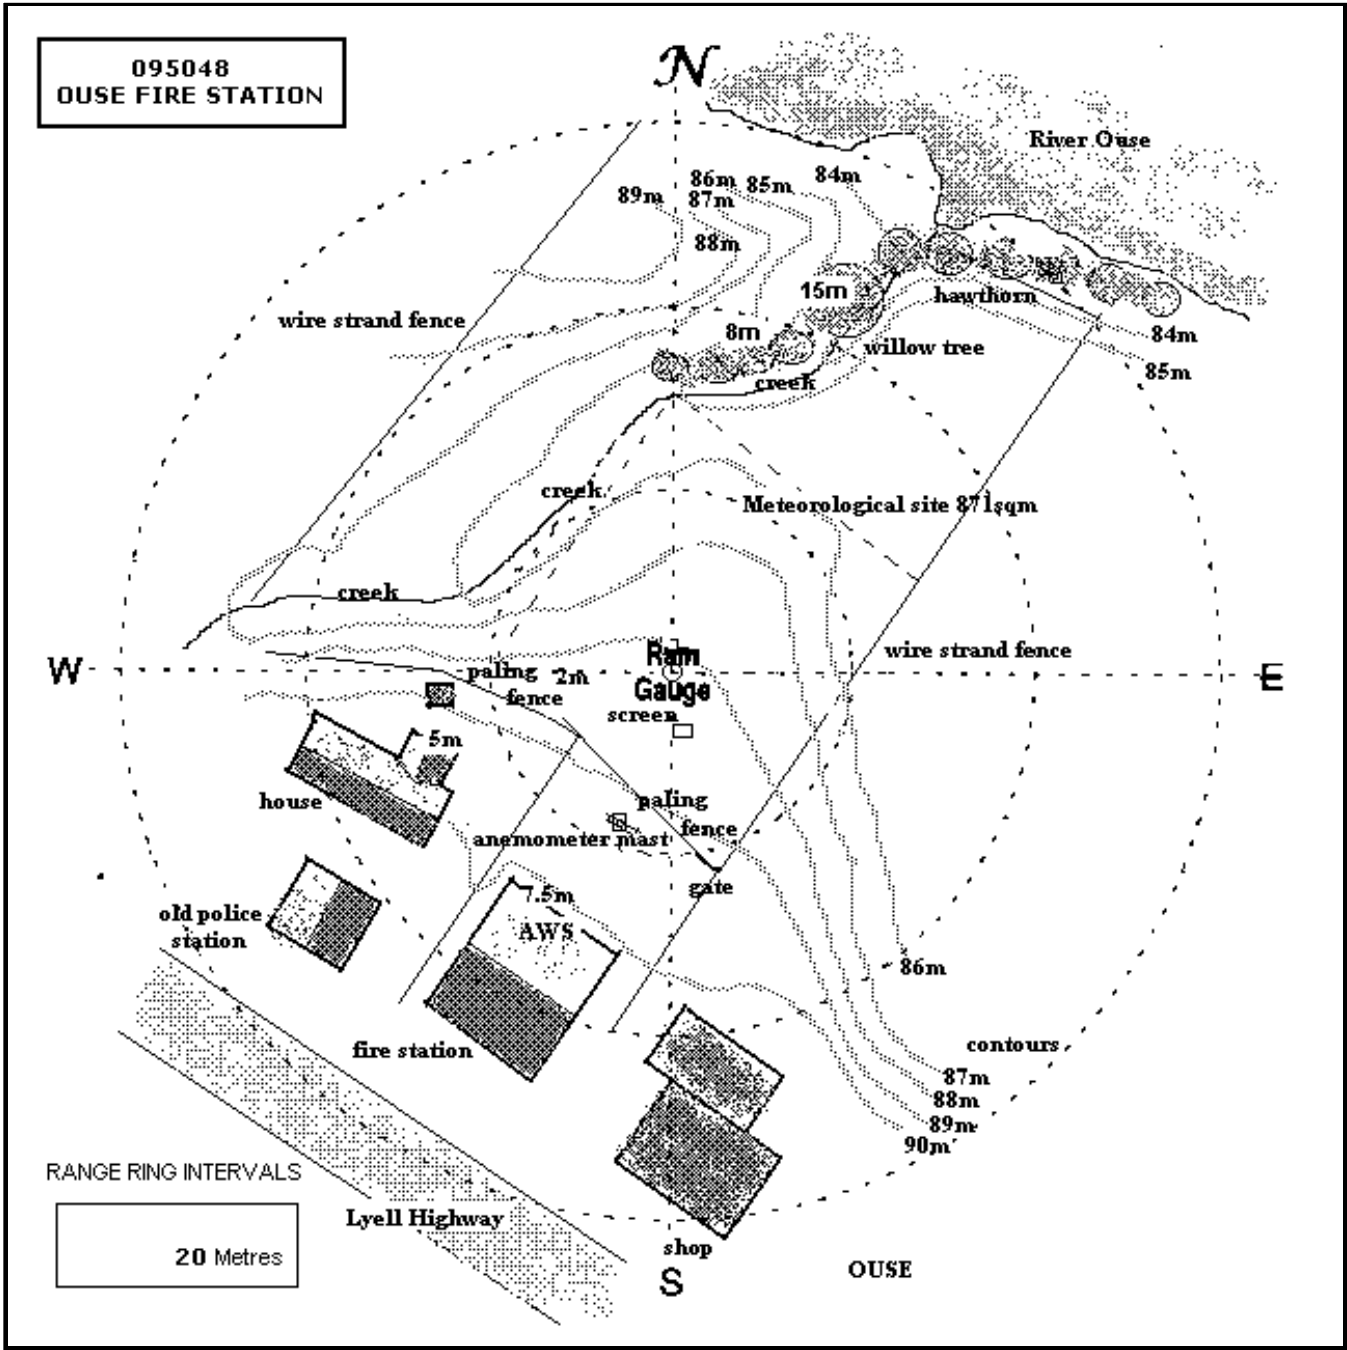 095048
OUSE FIRE STATION
N
River Ouse
84m
86m
85m
89m
87m
88m
15m
hawthorn
wire strand fence
8m
84m
willow tree
85m
creek
creek
Meteorological site 871sqm
creek
wire strand fence
W
paling
fence
2m
Rain
Gauge
E
screen
5m
house
paling
fence
anemometer mast
gate
7.5m
AWS
old police
station
86m
fire station
contours
87m
88m
89m
90m
RANGE RING INTERVALS
20 Metres
Lyell Highway
shop
OUSE
S